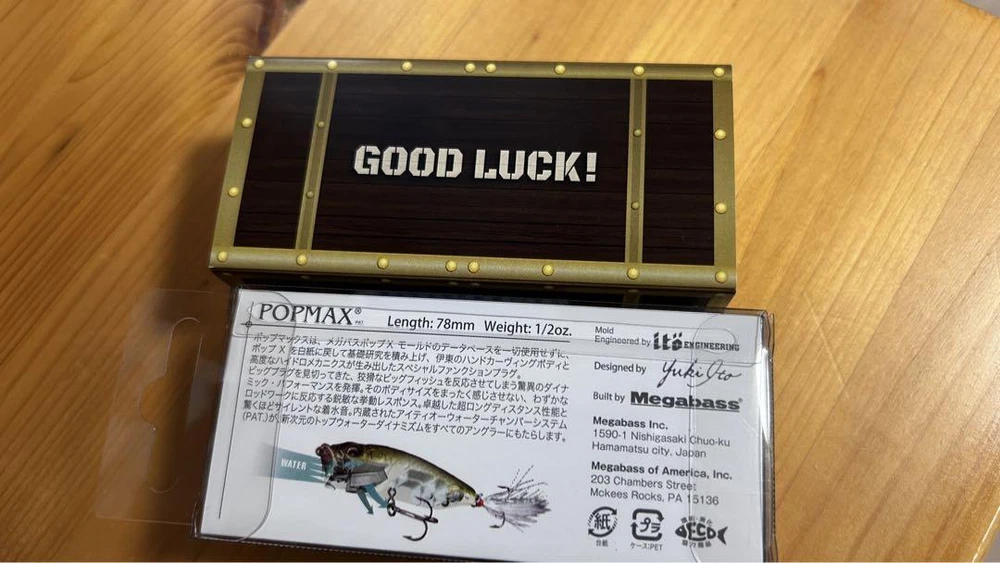 GOOD LUCK!
POPMAX® PAT. Length: 78mm Weight: 1/2oz.
ポップマックスは、メガバスポップX モールドのデータベースを一切使用せずに、
ポップ X を白紙に戻して基礎研究を積み上げ、伊東のハンドカーヴィングボディと
高度なハイドロメカニクスが生み出したスペシャルファンクションプラグ。
ビッグプラグを見切ってきた、狡猾なビッグフィッシュを反応させてしまう驚異のダイナ
ミック・パフォーマンスを発揮。そのボディサイズをまったく感じさせない、わずかな
ロッドワークに反応する鋭敏な挙動レスポンス。卓越した超ロングディスタンス性能と
驚くほどサイレントな着水音。内蔵されたアイティオーウォーターチャンバーシステム
(PAT.)が、新次元のトップウォーターダイナミズムをすべてのアングラーにもたらします。
WATER
Mold
Engineered by itö ENGINEERING
Designed by Yuki Ito
Built by Megabass®
Megabass Inc.
1590-1 Nishigasaki Chuo-ku
Hamamatsu city, Japan
Megabass of America, Inc.
203 Chambers Street
Mckees Rocks, PA 15136
紙
台紙
プラ
ケース:PET
ECO